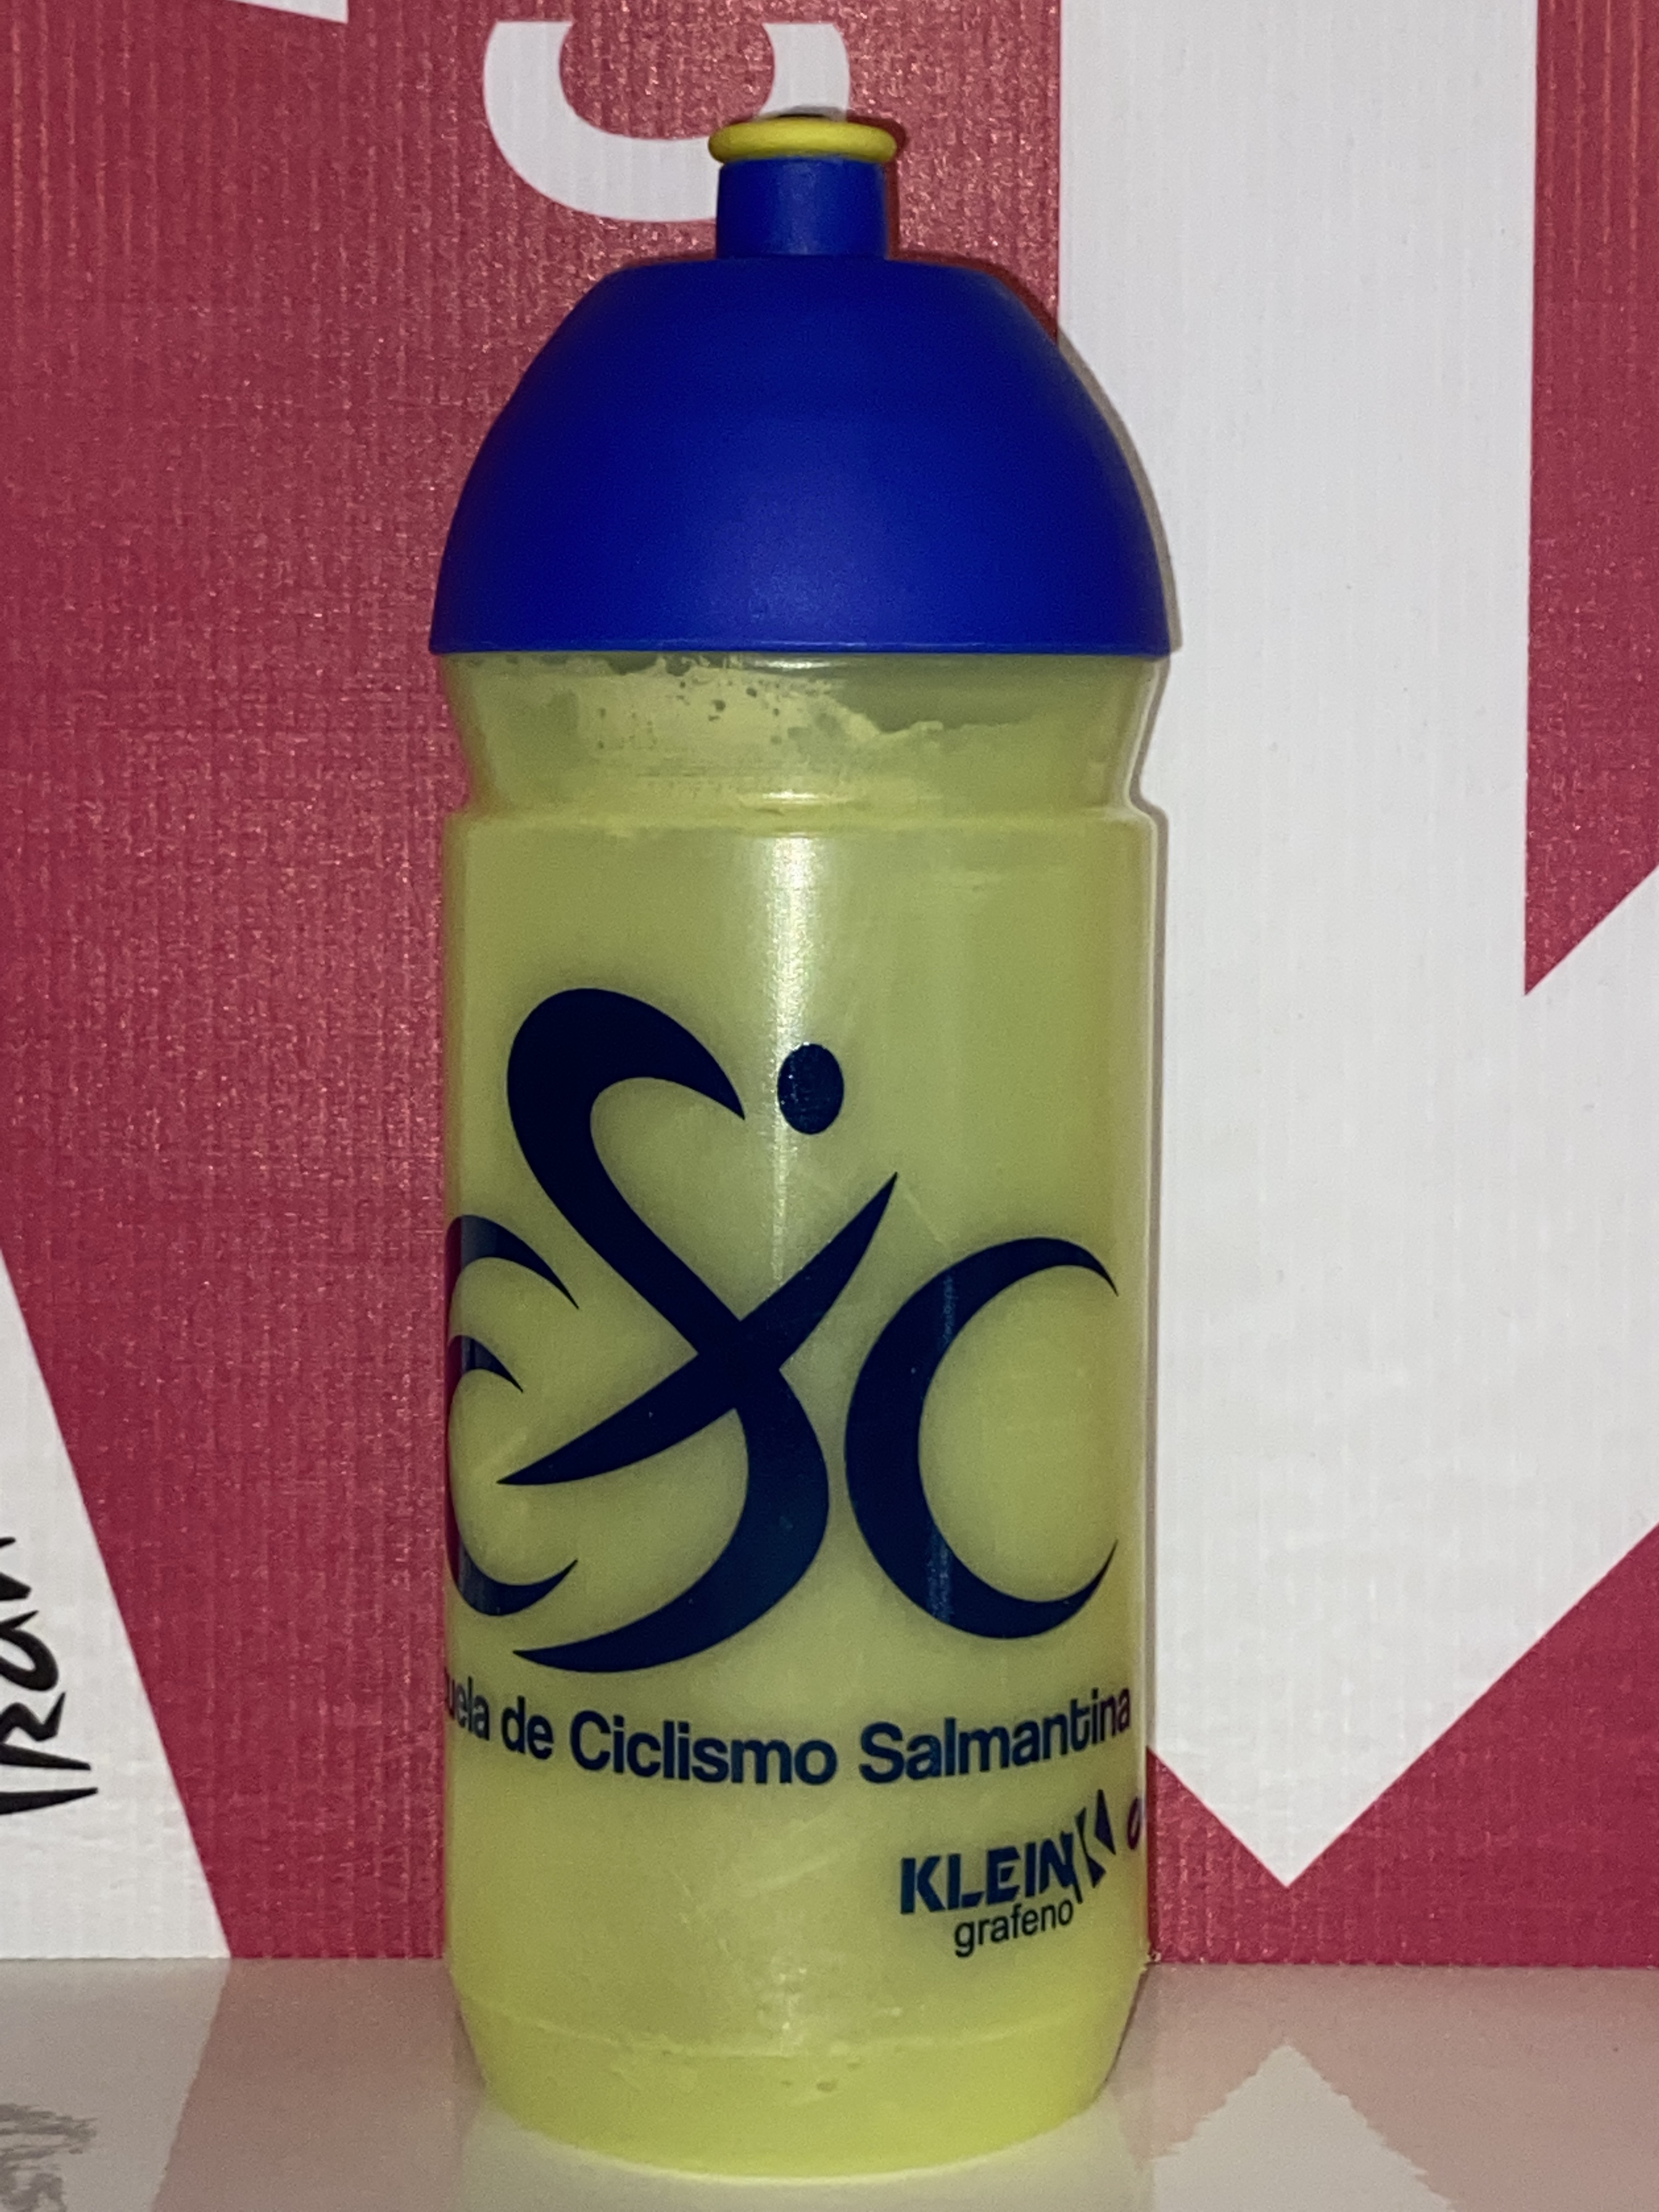 uela de Ciclismo Salmantina
KLEIN
grafeno